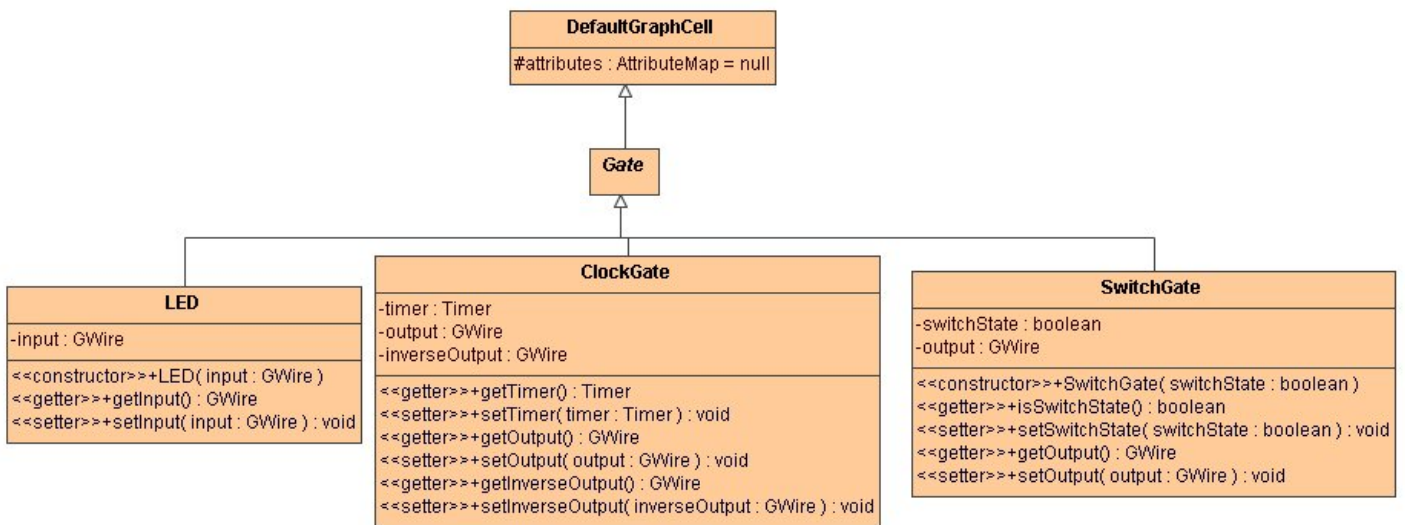 DefaultGraphCell
#attributes : AttributeMap = null
Gate
LED
-input : GWire
<<constructor>>+LED( input : GWire )
<<getter>>+getInput() : GWire
<<setter>>+setInput( input : GWire ) : void
ClockGate
-timer : Timer
-output : GWire
-inverseOutput : GWire
<<getter>>+getTimer() : Timer
<<setter>>+setTimer( timer : Timer ) : void
<<getter>>+getOutput() : GWire
<<setter>>+setOutput( output : GWire ) : void
<<getter>>+getInverseOutput() : GWire
<<setter>>+setInverseOutput( inverseOutput : GWire ) : void
SwitchGate
-switchState : boolean
-output : GWire
<<constructor>>+SwitchGate( switchState : boolean )
<<getter>>+isSwitchState() : boolean
<<setter>>+setSwitchState( switchState : boolean ) : void
<<getter>>+getOutput() : GWire
<<setter>>+setOutput( output : GWire ) : void